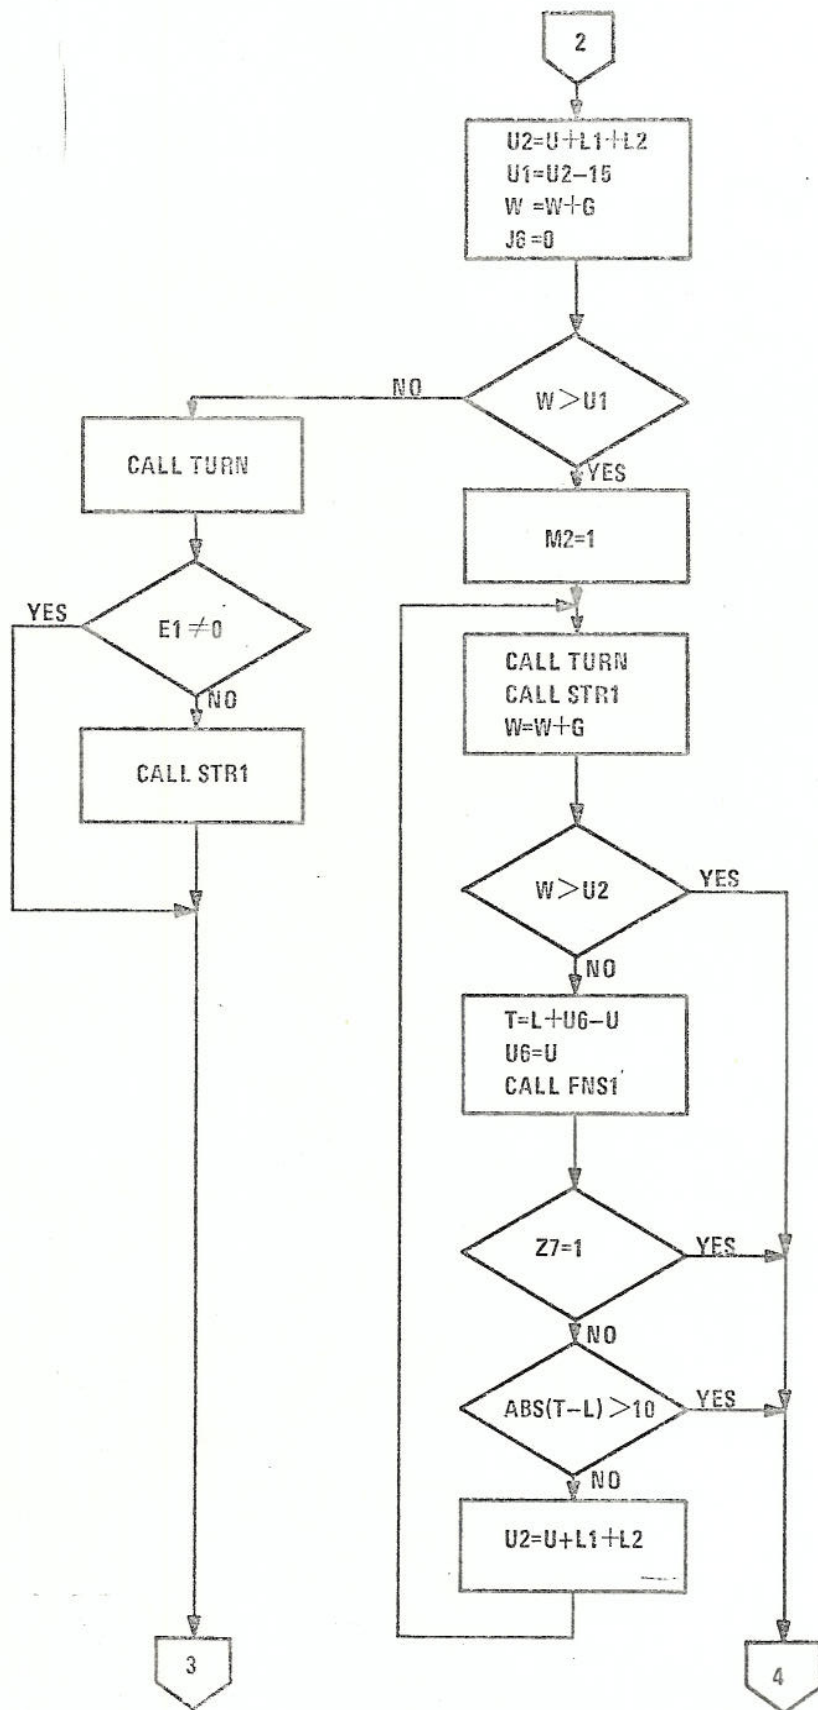 2
U2=U+L1+L2
U1=U2-15
W =W+G
J6=0
W>U1
NO
YES
CALL TURN
M2=1
E1≠0
YES
NO
CALL TURN
CALL STR1
W=W+G
CALL STR1
W>U2
YES
NO
T=L+U6-U
U6=U
CALL FNS1
Z7=1
YES
NO
ABS(T-L)>10
YES
NO
U2=U+L1+L2
3
4